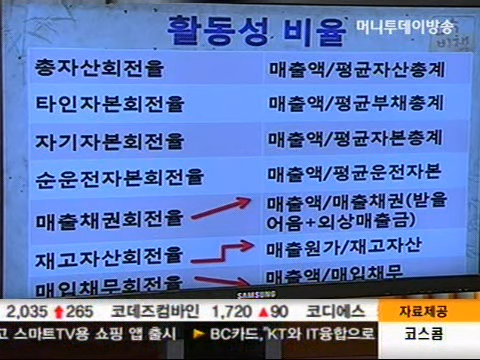 활동성 비율
머니투데이방송
총자산회전율 매출액/평균자산총계
타인자본회전율 매출액/평균부채총계
자기자본회전율 매출액/평균자본총계
순운전자본회전율 매출액/평균운전자본
매출채권회전율 매출액/매출채권(받을
어음+외상매출금)
재고자산회전율 매출원가/재고자산
매입채무회전율 매출액/매입채무
SAMSUNG
2,035 265 코데즈컴바인 1,720 ▲90 코디에스
자료제공
고 스마트TV용 쇼핑 앱 출시 ▶ BC카드,"KT와 IT융합으로
코스콤